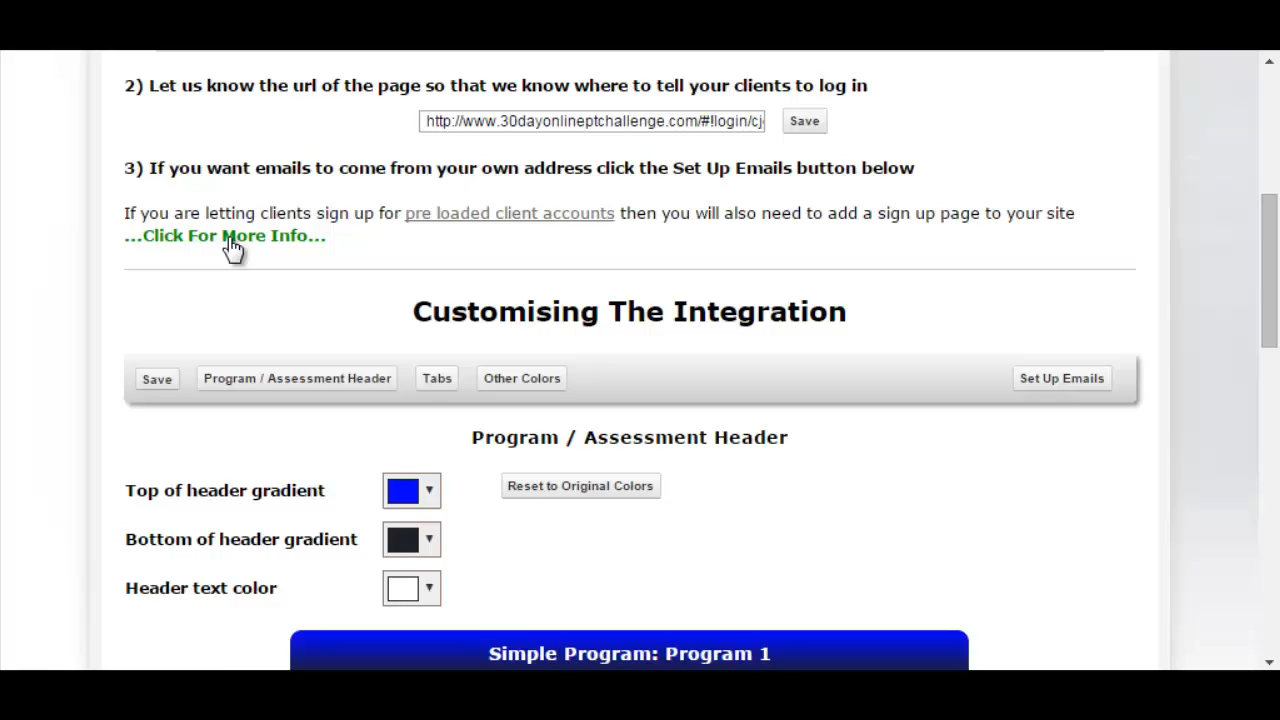 2) Let us know the url of the page so that we know where to tell your clients to log in
http://www.30dayonlineptchallenge.com/#!login/cj
Save
3) If you want emails to come from your own address click the Set Up Emails button below
If you are letting clients sign up for pre loaded client accounts then you will also need to add a sign up page to your site
...Click For More Info...
Customising The Integration
Save Program / Assessment Header Tabs Other Colors Set Up Emails
Program / Assessment Header
Top of header gradient
Reset to Original Colors
Bottom of header gradient
Header text color
Simple Program: Program 1